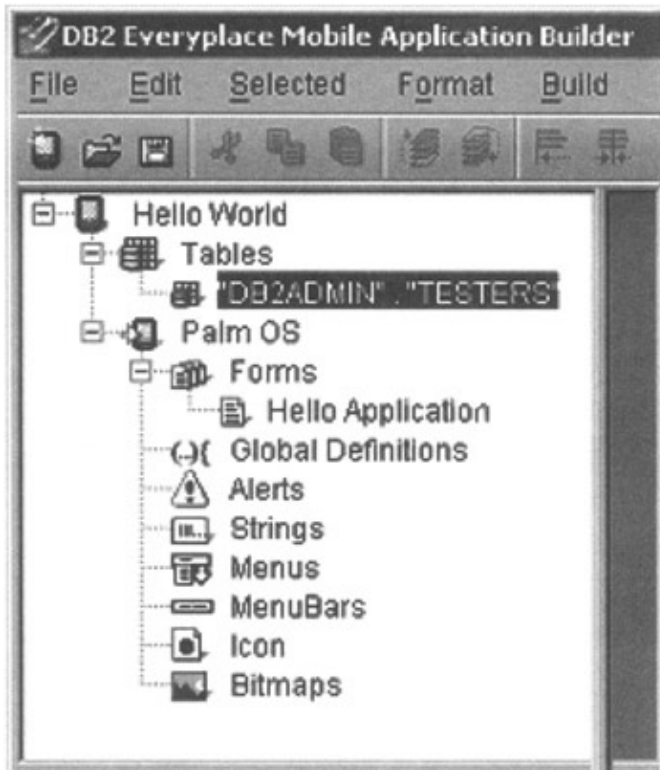 DB2 Everyplace Mobile Application Builder
File Edit Selected Format Build
Hello World
Tables
"DB2ADMIN" . "TESTERS"
Palm OS
Forms
Hello Application
Global Definitions
Alerts
Strings
Menus
MenuBars
Icon
Bitmaps